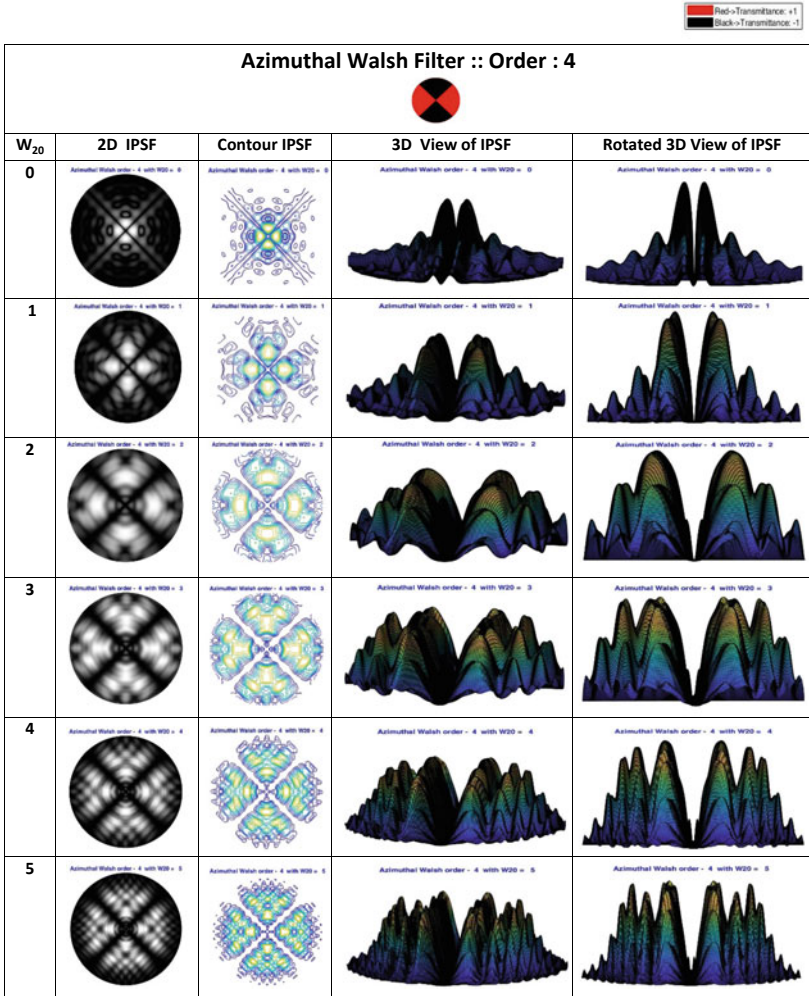 Red->Transmittance: +1
Black->Transmittance: -1
Azimuthal Walsh Filter :: Order : 4
W20 2D IPSF Contour IPSF 3D View of IPSF Rotated 3D View of IPSF
0
Azimuthal Walsh order - 4 with W20 = 0
Azimuthal Walsh order - 4 with W20 = 0
Azimuthal Walsh order - 4 with W20 = 0
Azimuthal Walsh order - 4 with W20 = 0
1
Azimuthal Walsh order - 4 with W20 = 1
Azimuthal Walsh order - 4 with W20 = 1
Azimuthal Walsh order - 4 with W20 = 1
Azimuthal Walsh order - 4 with W20 = 1
2
Azimuthal Walsh order - 4 with W20 = 2
Azimuthal Walsh order - 4 with W20 = 2
Azimuthal Walsh order - 4 with W20 = 2
Azimuthal Walsh order - 4 with W20 = 2
3
Azimuthal Walsh order - 4 with W20 = 3
Azimuthal Walsh order - 4 with W20 = 3
Azimuthal Walsh order - 4 with W20 = 3
Azimuthal Walsh order - 4 with W20 = 3
4
Azimuthal Walsh order - 4 with W20 = 4
Azimuthal Walsh order - 4 with W20 = 4
Azimuthal Walsh order - 4 with W20 = 4
Azimuthal Walsh order - 4 with W20 = 4
5
Azimuthal Walsh order - 4 with W20 = 5
Azimuthal Walsh order - 4 with W20 = 5
Azimuthal Walsh order - 4 with W20 = 5
Azimuthal Walsh order - 4 with W20 = 5